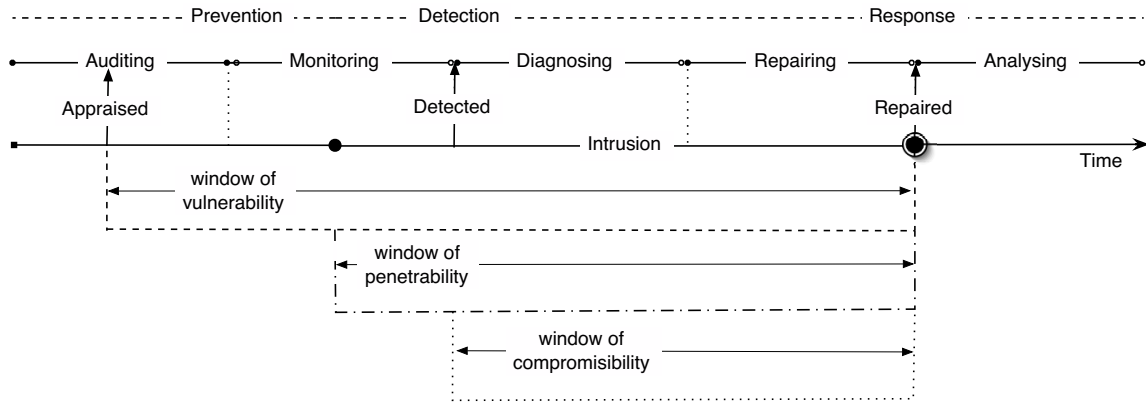 Prevention Detection Response
Auditing Monitoring Diagnosing Repairing Analysing
Appraised Detected Repaired
Intrusion
Time
window of
vulnerability
window of
penetrability
window of
compromisibility